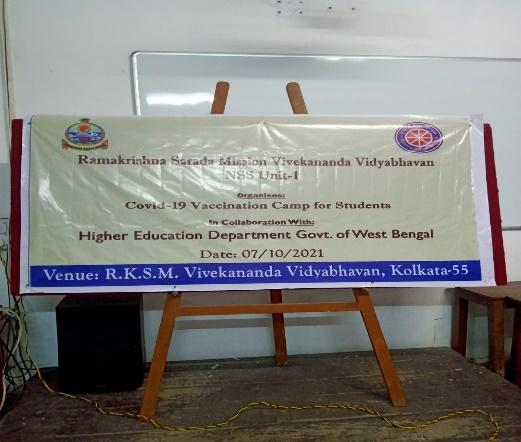 Ramakrishna Sarada Mission Vivekananda Vidyabhavan
NSS Unit-1
Organises:
Covid-19 Vaccination Camp for Students
In Collaboration With:
Higher Education Department Govt. of West Bengal
Date: 07/10/2021
Venue: R.K.S.M. Vivekananda Vidyabhavan, Kolkata-55